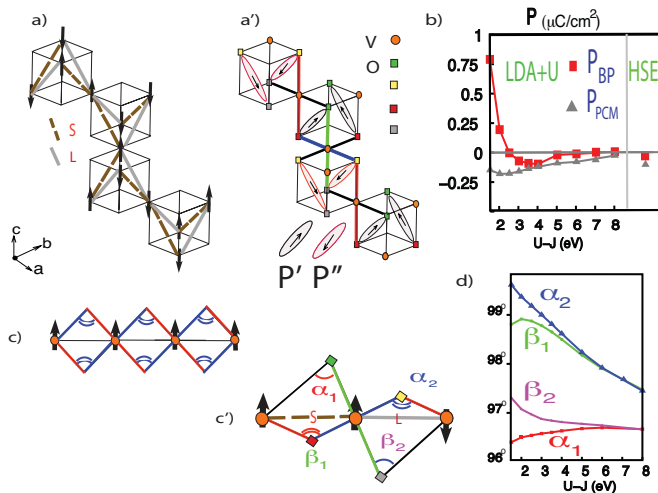 a)
S
L
c
b
a
a')
V
O
P' P"
b)
P (μC/cm²)
1
0.75
0.5
0.25
0
−0.25
LDA+U
P_BP
HSE
P_PCM
2 3 4 5 6 7 8
U−J (eV)
c)
c')
α₁
α₂
S
L
β₁
β₂
d)
99°
98°
97°
96°
α₂
β₁
β₂
α₁
2 3 4 5 6 7 8
U−J (eV)